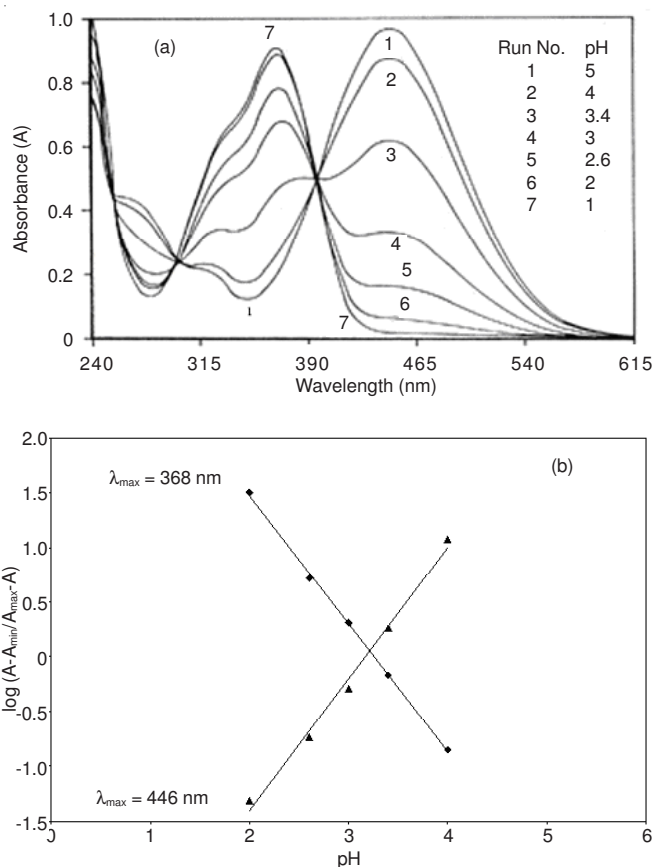 (a)
Run No. pH
1 5
2 4
3 3.4
4 3
5 2.6
6 2
7 1
1.0
0.8
0.6
0.4
0.2
0
Absorbance (A)
7
1
2
3
4
5
6
7
1
240 315 390 465 540 615
Wavelength (nm)
(b)
λmax = 368 nm
λmax = 446 nm
2.0
1.5
1.0
0.5
0
-0.5
-1.0
-1.5
log (A-Amin/Amax-A)
0 1 2 3 4 5 6
pH